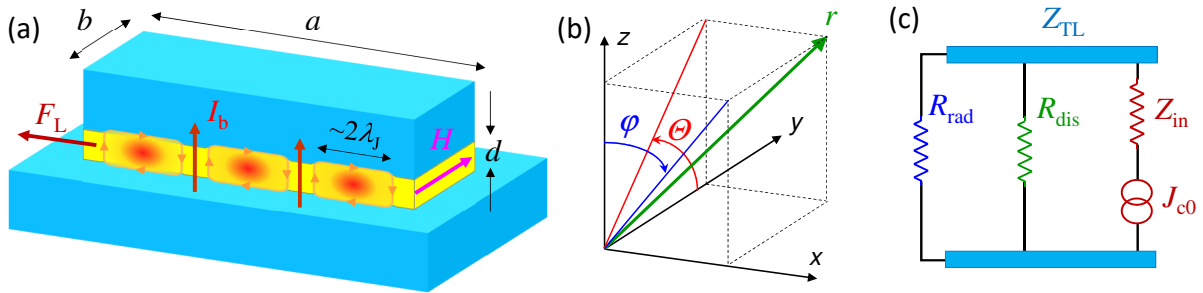 (a)
b
a
F_L
I_b
~2λ_J
H
d
(b)
z
r
φ
Θ
y
x
(c)
Z_TL
R_rad
R_dis
Z_in
J_c0